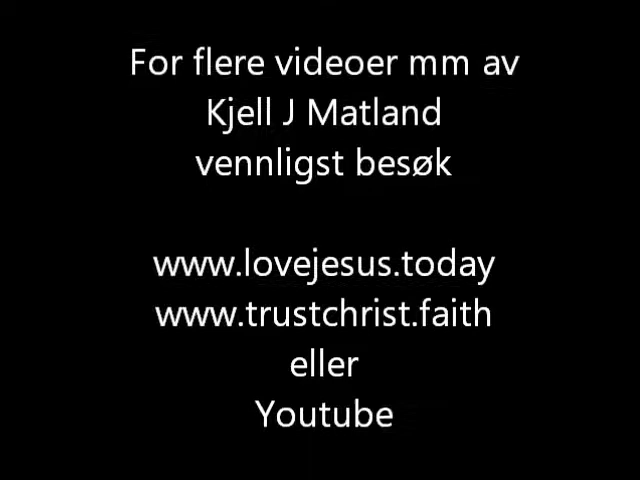 For flere videoer mm av
Kjell J Matland
vennligst besøk
www.lovejesus.today
www.trustchrist.faith
eller
Youtube